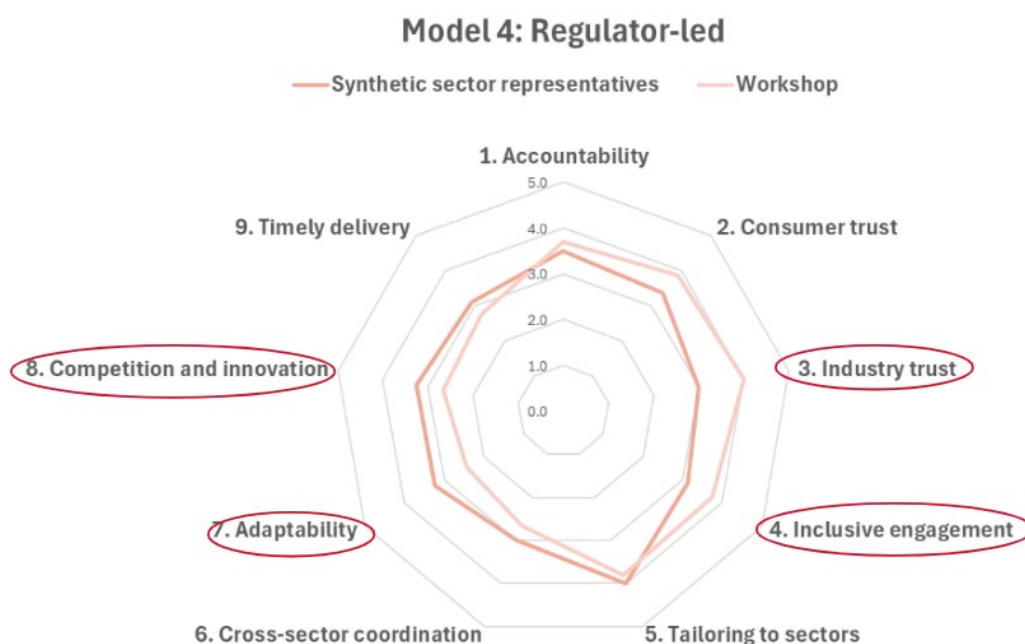 Model 4: Regulator-led
Synthetic sector representatives
Workshop
1. Accountability
5.0
9. Timely delivery
2. Consumer trust
4.0
3.0
2.0
8. Competition and innovation
1.0
3. Industry trust
0.0
7. Adaptability
4. Inclusive engagement
6. Cross-sector coordination
5. Tailoring to sectors